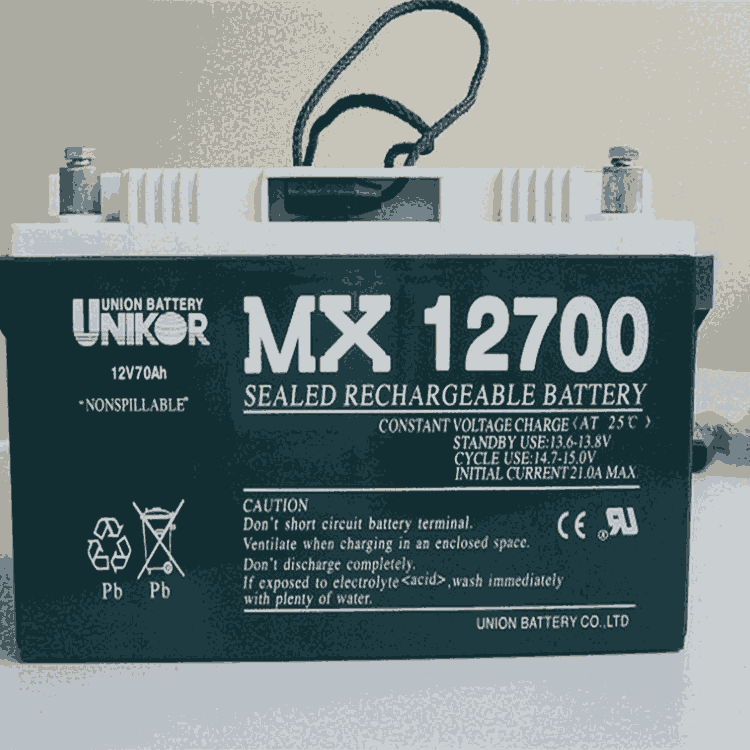 UNION BATTERY
UNIKOR
12V70Ah
"NONSPILLABLE"
MX 12700
SEALED RECHARGEABLE BATTERY
CONSTANT VOLTAGE CHARGE (AT 25℃)
STANDBY USE:13.6-13.8V
CYCLE USE:14.7-15.0V
INITIAL CURRENT21.0A MAX
CAUTION
Don't short circuit battery terminal.
Ventilate when charging in an enclosed space.
Don't discharge completely.
If exposed to electrolyte<acid>,wash immediately
with plenty of water.
CE ®RU
Pb Pb
UNION BATTERY CO.,LTD